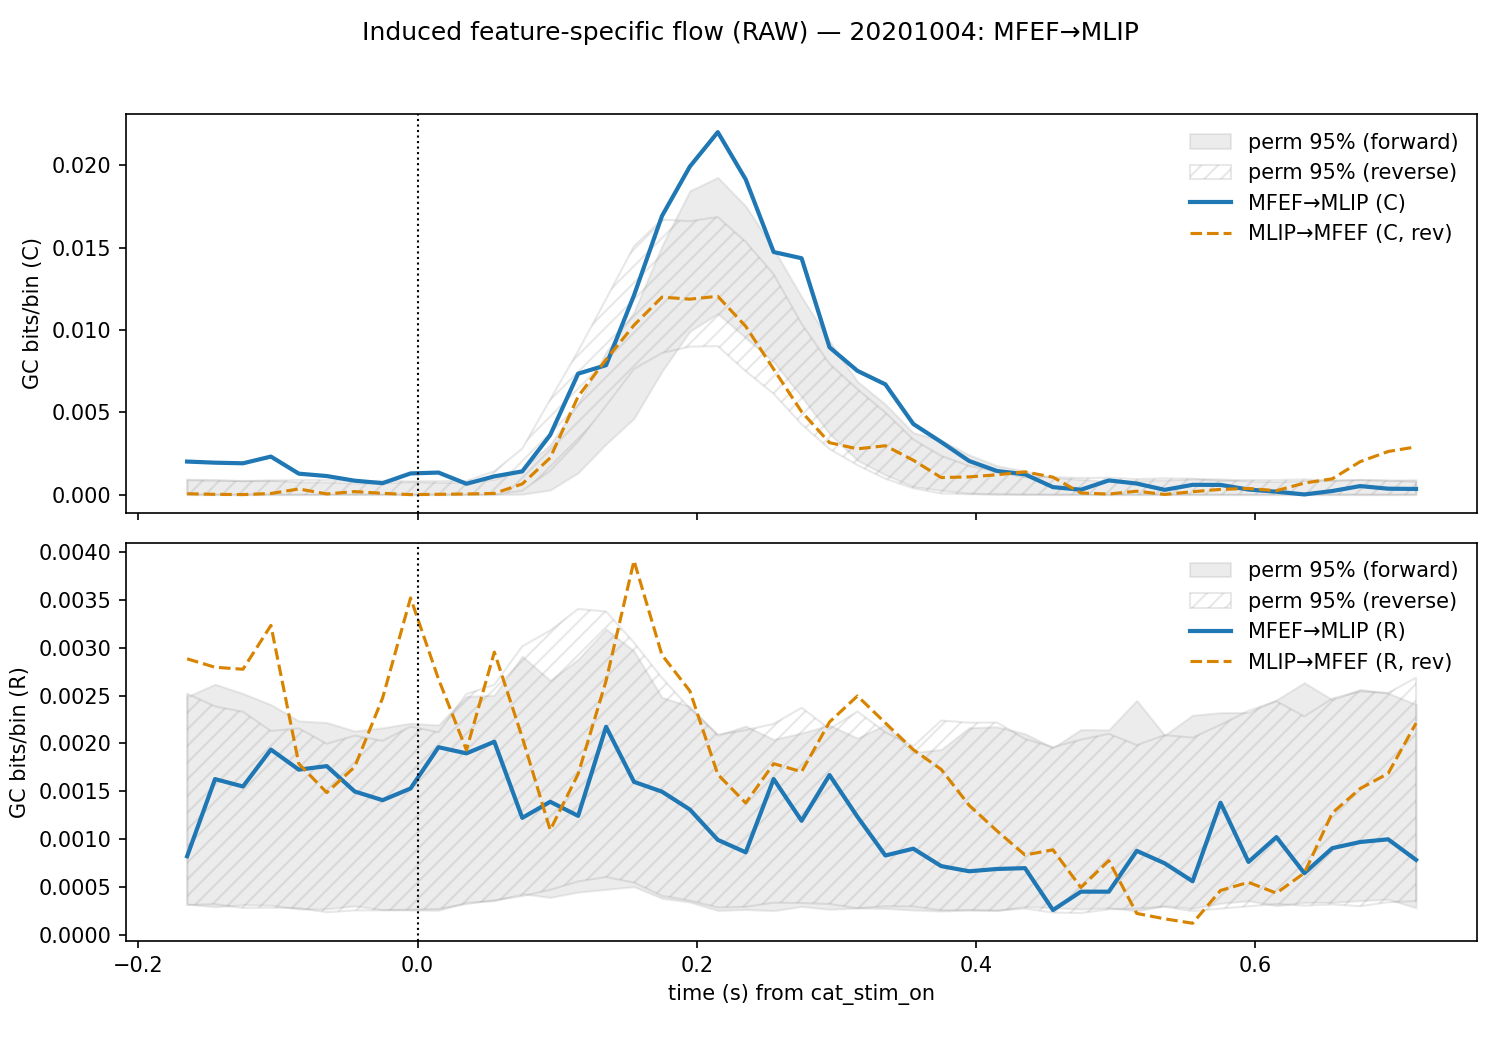 Induced feature-specific flow (RAW) — 20201004: MFEF→MLIP
GC bits/bin (C)
0.020
0.015
0.010
0.005
0.000
perm 95% (forward)
perm 95% (reverse)
MFEF→MLIP (C)
MLIP→MFEF (C, rev)
GC bits/bin (R)
0.0040
0.0035
0.0030
0.0025
0.0020
0.0015
0.0010
0.0005
0.0000
perm 95% (forward)
perm 95% (reverse)
MFEF→MLIP (R)
MLIP→MFEF (R, rev)
−0.2 0.0 0.2 0.4 0.6
time (s) from cat_stim_on